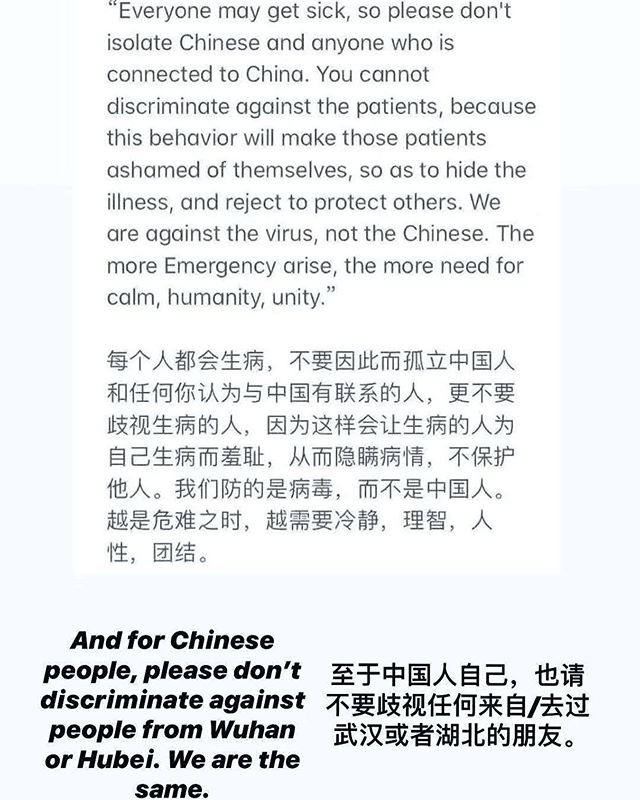 “Everyone may get sick, so please don't
isolate Chinese and anyone who is
connected to China. You cannot
discriminate against the patients, because
this behavior will make those patients
ashamed of themselves, so as to hide the
illness, and reject to protect others. We
are against the virus, not the Chinese. The
more Emergency arise, the more need for
calm, humanity, unity.”
每个人都会生病，不要因此而孤立中国人
和任何你认为与中国有联系的人，更不要
歧视生病的人，因为这样会让生病的人为
自己生病而羞耻，从而隐瞒病情，不保护
他人。我们防的是病毒，而不是中国人。
越是危难之时，越需要冷静，理智，人
性，团结。
And for Chinese
people, please don’t
discriminate against
people from Wuhan
or Hubei. We are the
same.
至于中国人自己，也请
不要歧视任何来自/去过
武汉或者湖北的朋友。